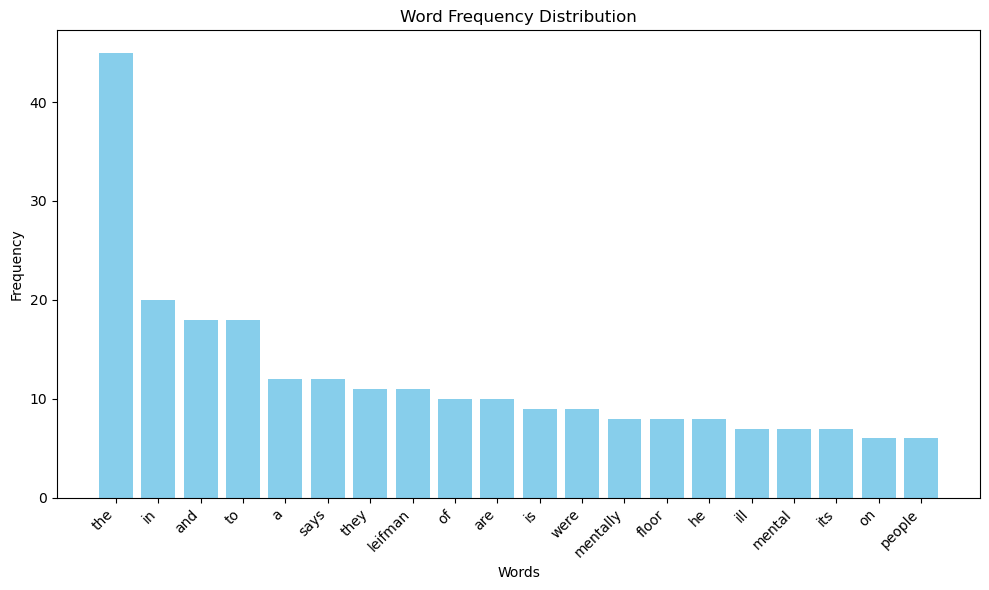 Word Frequency Distribution
Frequency
40
30
20
10
0
the in and to a says they leifman of are is were mentally floor he ill mental its on people
Words